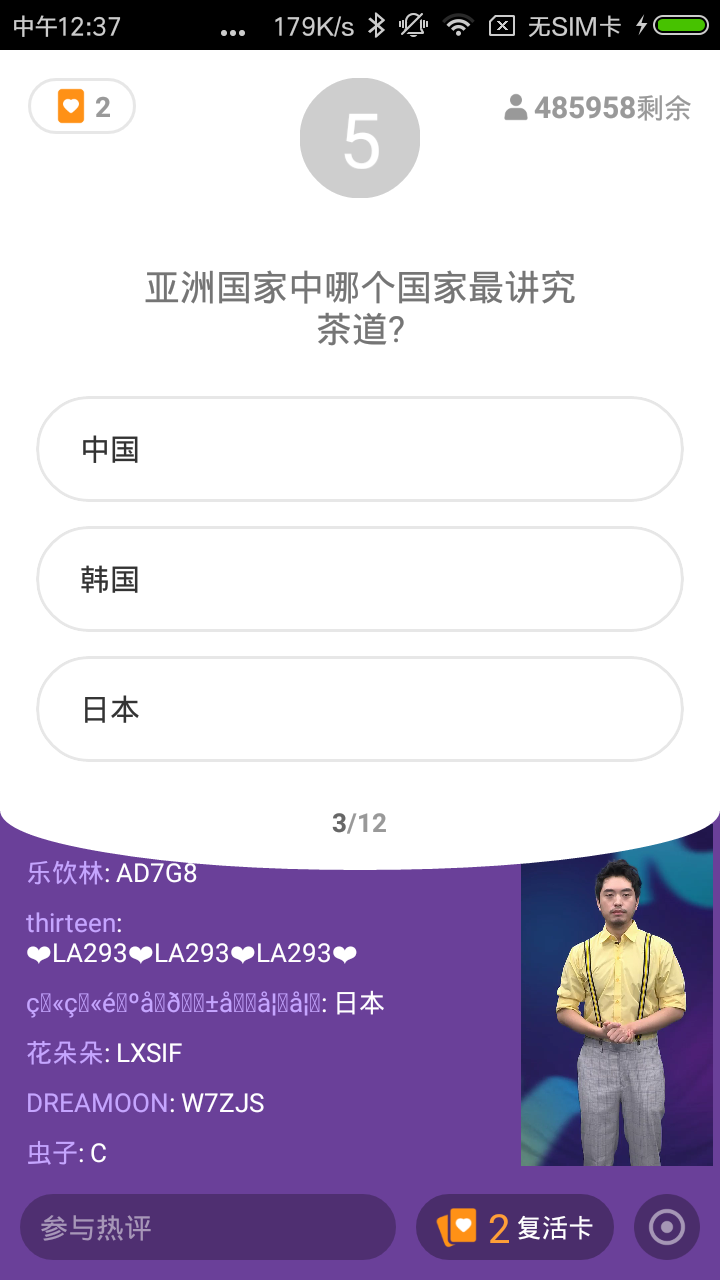 中午12:37 ... 179K/s 无SIM卡
2
5
485958剩余
亚洲国家中哪个国家最讲究
茶道?
中国
韩国
日本
3/12
乐饮林: AD7G8
thirteen:
❤LA293❤LA293❤LA293❤
: 日本
花朵朵: LXSIF
DREAMOON: W7ZJS
虫子: C
参与热评
2 复活卡